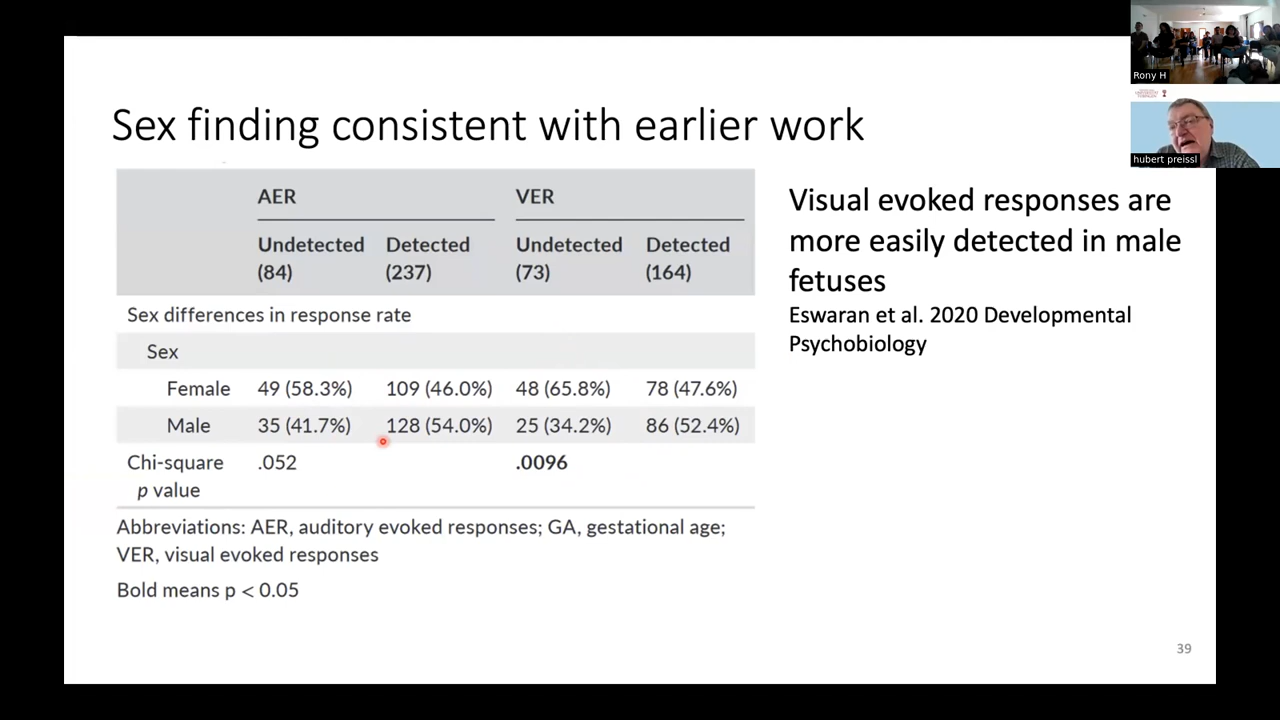 Rony H
hubert preissl
Sex finding consistent with earlier work
AER VER
Undetected Detected Undetected Detected
(84) (237) (73) (164)
Sex differences in response rate
Sex
Female 49 (58.3%) 109 (46.0%) 48 (65.8%) 78 (47.6%)
Male 35 (41.7%) 128 (54.0%) 25 (34.2%) 86 (52.4%)
Chi-square .052 .0096
p value
Abbreviations: AER, auditory evoked responses; GA, gestational age;
VER, visual evoked responses
Bold means p < 0.05
Visual evoked responses are
more easily detected in male
fetuses
Eswaran et al. 2020 Developmental
Psychobiology
39